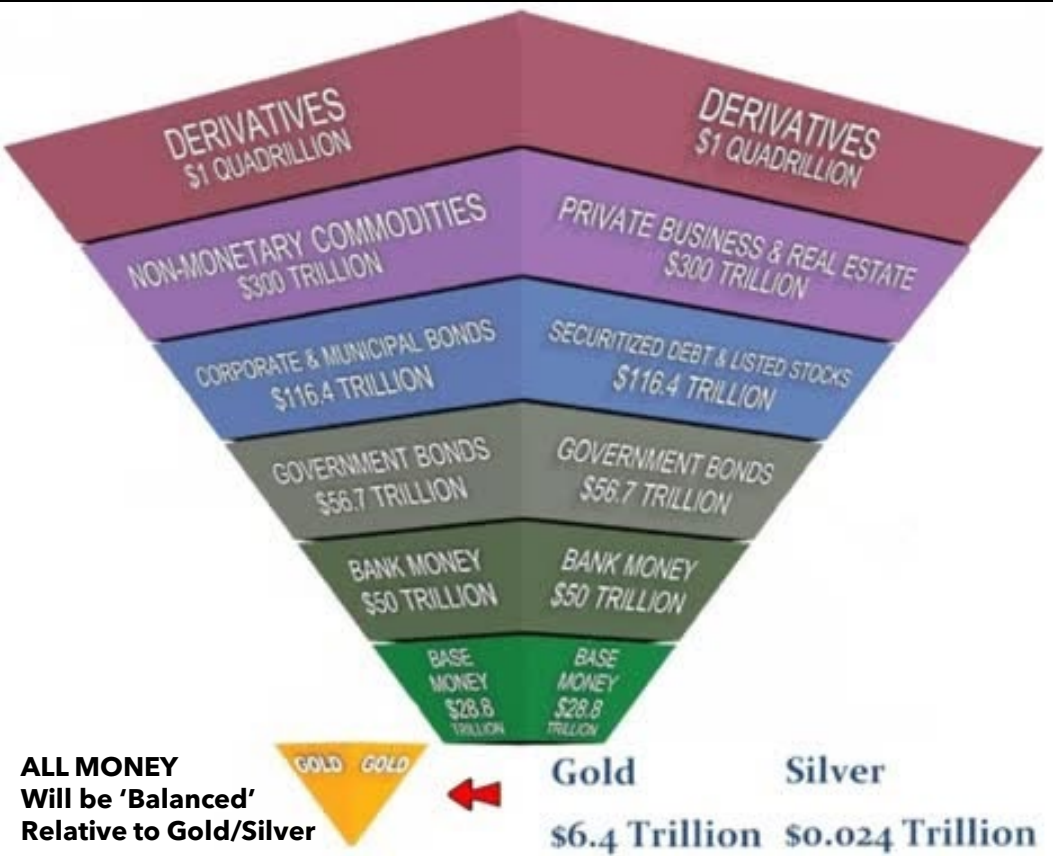 DERIVATIVES
$1 QUADRILLION
DERIVATIVES
$1 QUADRILLION
NON-MONETARY COMMODITIES
$300 TRILLION
PRIVATE BUSINESS & REAL ESTATE
$300 TRILLION
CORPORATE & MUNICIPAL BONDS
$116.4 TRILLION
SECURITIZED DEBT & LISTED STOCKS
$116.4 TRILLION
GOVERNMENT BONDS
$56.7 TRILLION
GOVERNMENT BONDS
$56.7 TRILLION
BANK MONEY
$50 TRILLION
BANK MONEY
$50 TRILLION
BASE
MONEY
$28.8
TRILLION
BASE
MONEY
$28.8
TRILLION
GOLD GOLD
ALL MONEY
Will be ‘Balanced’
Relative to Gold/Silver
Gold
$6.4 Trillion
Silver
$0.024 Trillion